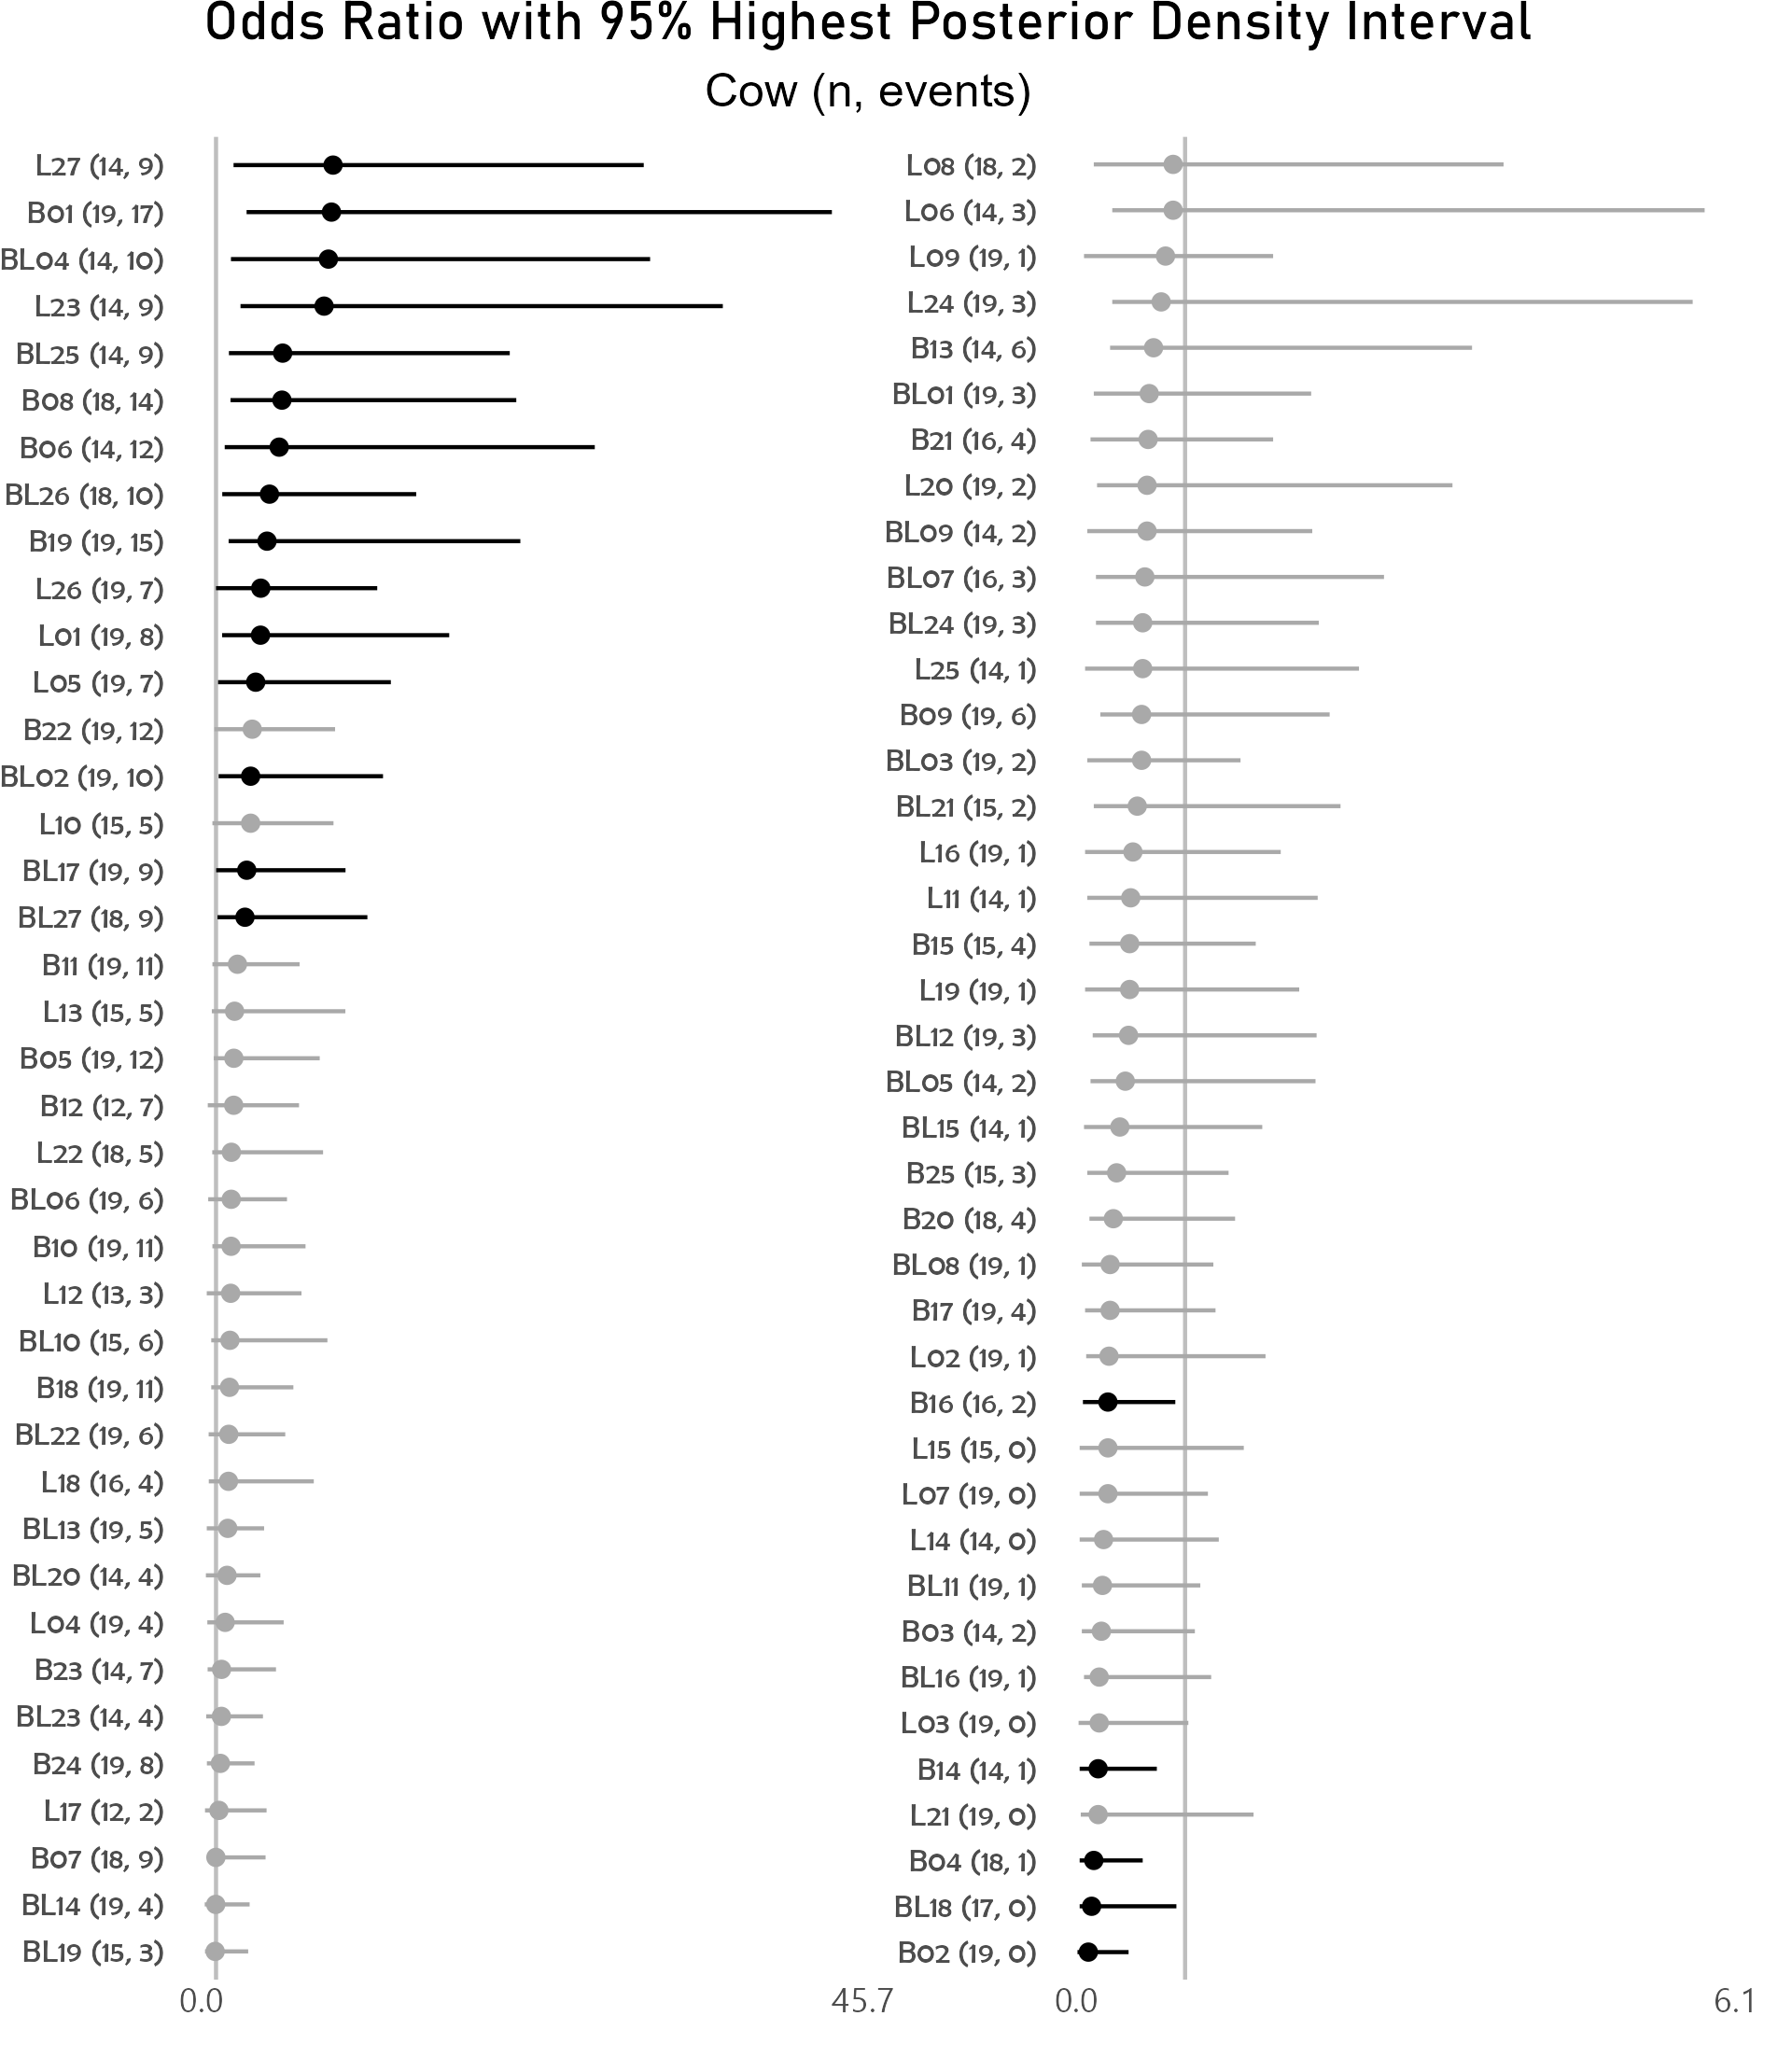 Odds Ratio with 95% Highest Posterior Density Interval
Cow (n, events)
L27 (14, 9)
B01 (19, 17)
BL04 (14, 10)
L23 (14, 9)
BL25 (14, 9)
B08 (18, 14)
B06 (14, 12)
BL26 (18, 10)
B19 (19, 15)
L26 (19, 7)
L01 (19, 8)
L05 (19, 7)
B22 (19, 12)
BL02 (19, 10)
L10 (15, 5)
BL17 (19, 9)
BL27 (18, 9)
B11 (19, 11)
L13 (15, 5)
B05 (19, 12)
B12 (12, 7)
L22 (18, 5)
BL06 (19, 6)
B10 (19, 11)
L12 (13, 3)
BL10 (15, 6)
B18 (19, 11)
BL22 (19, 6)
L18 (16, 4)
BL13 (19, 5)
BL20 (14, 4)
L04 (19, 4)
B23 (14, 7)
BL23 (14, 4)
B24 (19, 8)
L17 (12, 2)
B07 (18, 9)
BL14 (19, 4)
BL19 (15, 3)
0.0 45.7
L08 (18, 2)
L06 (14, 3)
L09 (19, 1)
L24 (19, 3)
B13 (14, 6)
BL01 (19, 3)
B21 (16, 4)
L20 (19, 2)
BL09 (14, 2)
BL07 (16, 3)
BL24 (19, 3)
L25 (14, 1)
B09 (19, 6)
BL03 (19, 2)
BL21 (15, 2)
L16 (19, 1)
L11 (14, 1)
B15 (15, 4)
L19 (19, 1)
BL12 (19, 3)
BL05 (14, 2)
BL15 (14, 1)
B25 (15, 3)
B20 (18, 4)
BL08 (19, 1)
B17 (19, 4)
L02 (19, 1)
B16 (16, 2)
L15 (15, 0)
L07 (19, 0)
L14 (14, 0)
BL11 (19, 1)
B03 (14, 2)
BL16 (19, 1)
L03 (19, 0)
B14 (14, 1)
L21 (19, 0)
B04 (18, 1)
BL18 (17, 0)
B02 (19, 0)
0.0 6.1